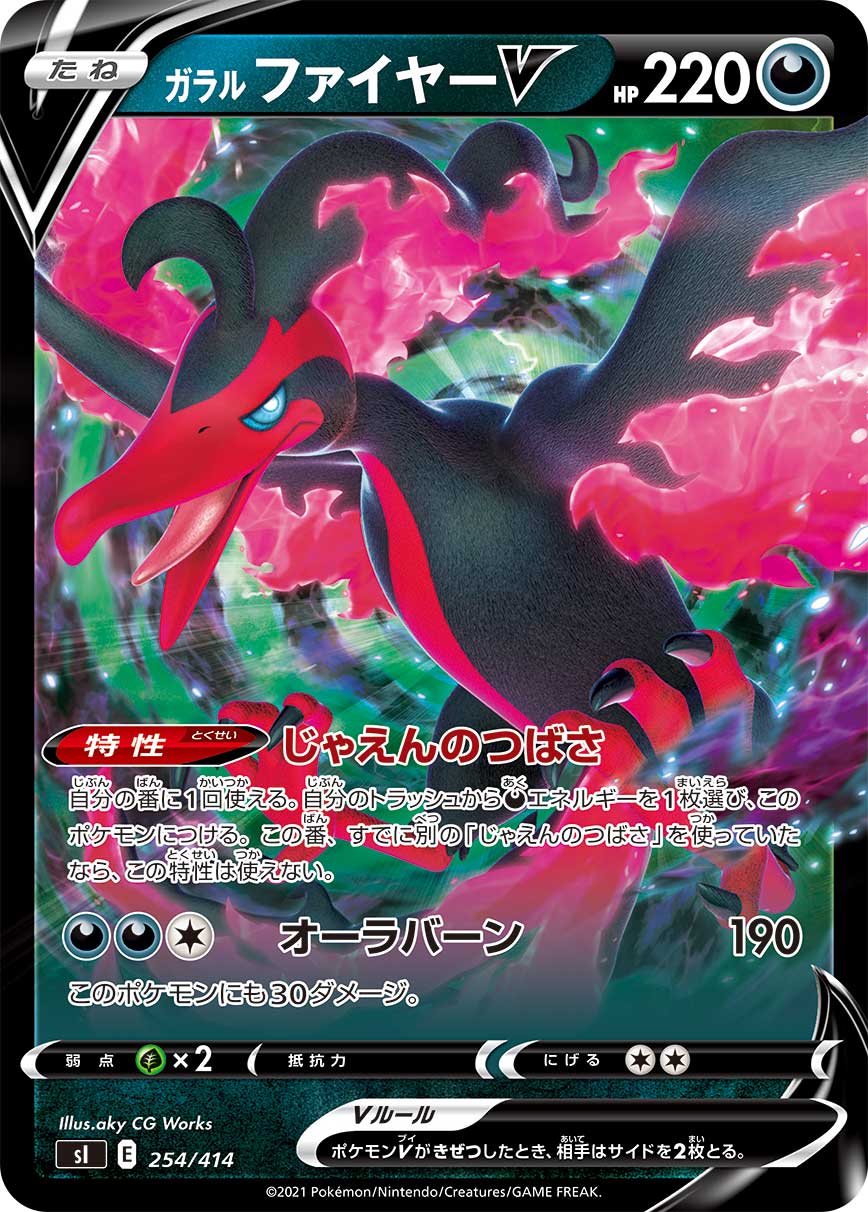 たね
ガラル ファイヤーV HP 220
特性 とくせい じゃえんのつばさ
自分の番に1回使える。自分のトラッシュからエネルギーを1枚選び、この
ポケモンにつける。この番、すでに別の「じゃえんのつばさ」を使っていた
なら、この特性は使えない。
オーラバーン 190
このポケモンにも30ダメージ。
弱点 ×2 抵抗力 にげる
Illus.aky CG Works
Vルール
ポケモンVがきぜつしたとき、相手はサイドを2枚とる。
sI E 254/414
©2021 Pokémon/Nintendo/Creatures/GAME FREAK.